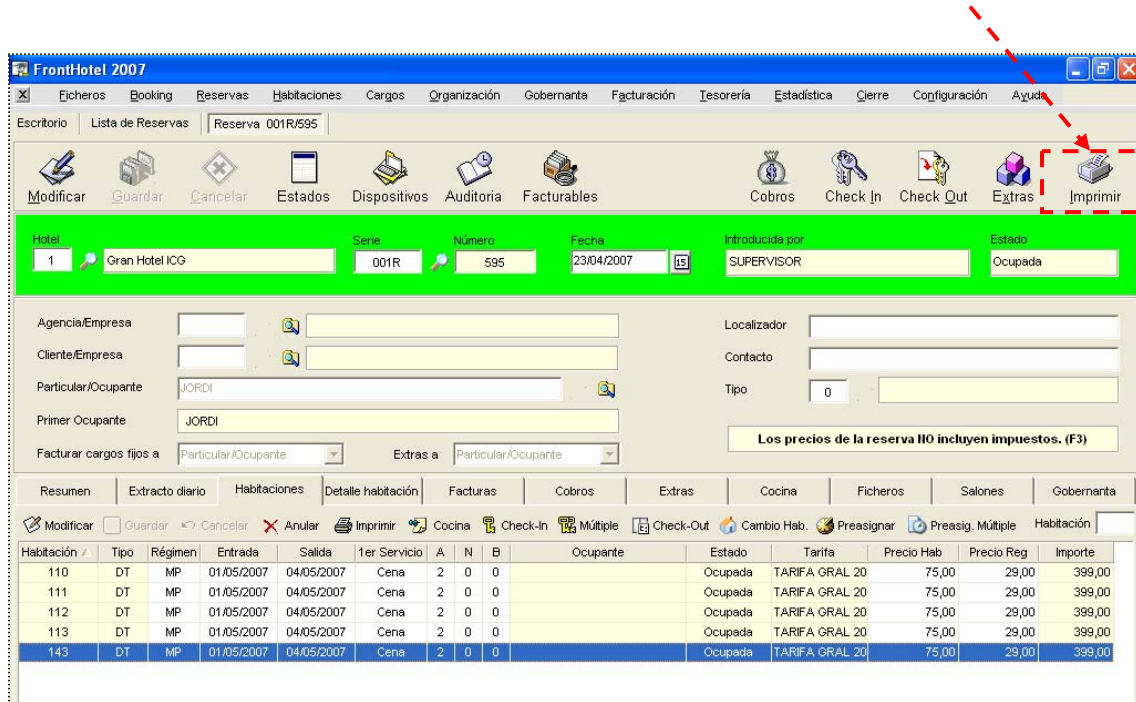 FrontHotel 2007
X Ficheros Booking Reservas Habitaciones Cargos Organización Gobernanta Facturación Tesorería Estadística Cierre Configuración Ayuda
Escritorio Lista de Reservas Reserva 001R/595
Modificar Guardar Cancelar Estados Dispositivos Auditoria Facturables Cobros Check In Check Out Extras Imprimir
Hotel Serie Número Fecha Introducida por Estado
1 Gran Hotel ICG 001R 595 23/04/2007 15 SUPERVISOR Ocupada
Agencia/Empresa Localizador
Cliente/Empresa Contacto
Particular/Ocupante JORDI Tipo 0
Primer Ocupante JORDI
Los precios de la reserva NO incluyen impuestos. (F3)
Facturar cargos fijos a Particular/Ocupante Extras a Particular/Ocupante
Resumen Extracto diario Habitaciones Detalle habitación Facturas Cobros Extras Cocina Ficheros Salones Gobernanta
Modificar Guardar Cancelar Anular Imprimir Cocina Check-In Múltiple Check-Out Cambio Hab. Preasignar Preasig. Múltiple Habitación
Habitación Tipo Régimen Entrada Salida 1er Servicio A N B Ocupante Estado Tarifa Precio Hab Precio Reg Importe
110 DT MP 01/05/2007 04/05/2007 Cena 2 0 0 Ocupada TARIFA GRAL 20 75,00 29,00 399,00
111 DT MP 01/05/2007 04/05/2007 Cena 2 0 0 Ocupada TARIFA GRAL 20 75,00 29,00 399,00
112 DT MP 01/05/2007 04/05/2007 Cena 2 0 0 Ocupada TARIFA GRAL 20 75,00 29,00 399,00
113 DT MP 01/05/2007 04/05/2007 Cena 2 0 0 Ocupada TARIFA GRAL 20 75,00 29,00 399,00
143 DT MP 01/05/2007 04/05/2007 Cena 2 0 0 Ocupada TARIFA GRAL 20 75,00 29,00 399,00